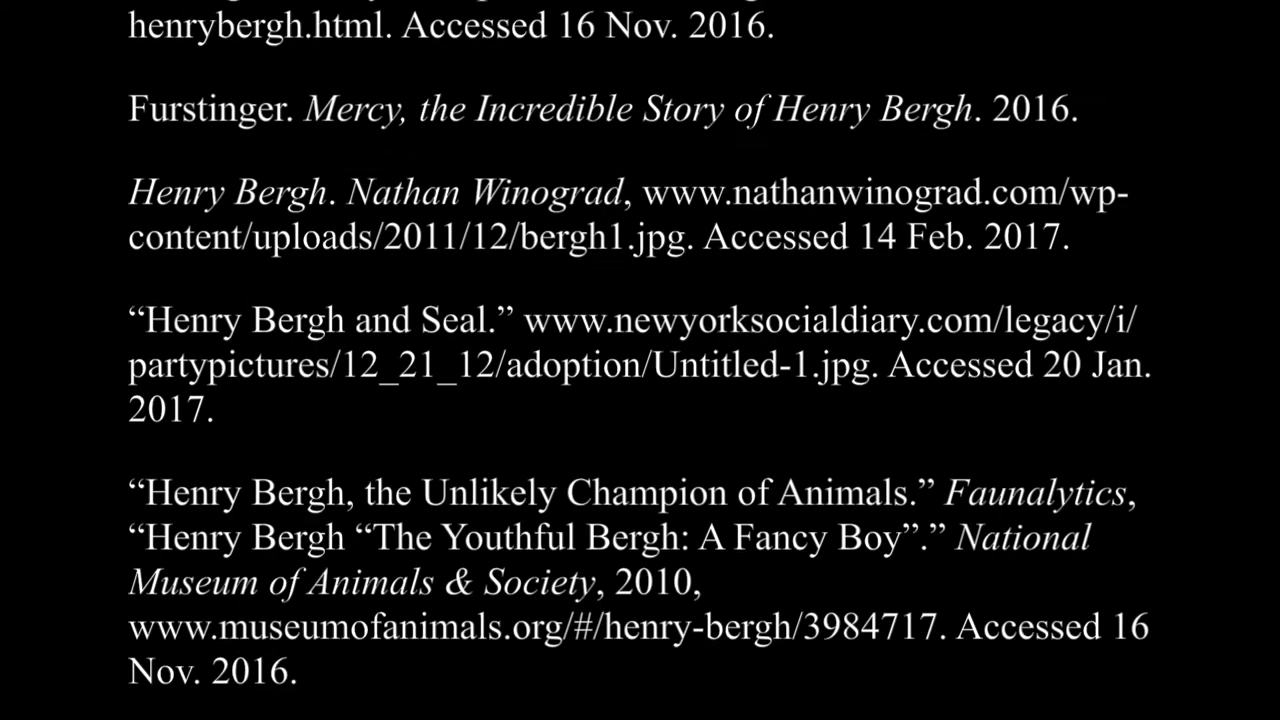 henrybergh.html. Accessed 16 Nov. 2016.
Furstinger. Mercy, the Incredible Story of Henry Bergh. 2016.
Henry Bergh. Nathan Winograd, www.nathanwinograd.com/wp-
content/uploads/2011/12/bergh1.jpg. Accessed 14 Feb. 2017.
“Henry Bergh and Seal.” www.newyorksocialdiary.com/legacy/i/
partypictures/12_21_12/adoption/Untitled-1.jpg. Accessed 20 Jan.
2017.
“Henry Bergh, the Unlikely Champion of Animals.” Faunalytics,
“Henry Bergh “The Youthful Bergh: A Fancy Boy”.” National
Museum of Animals & Society, 2010,
www.museumofanimals.org/#/henry-bergh/3984717. Accessed 16
Nov. 2016.